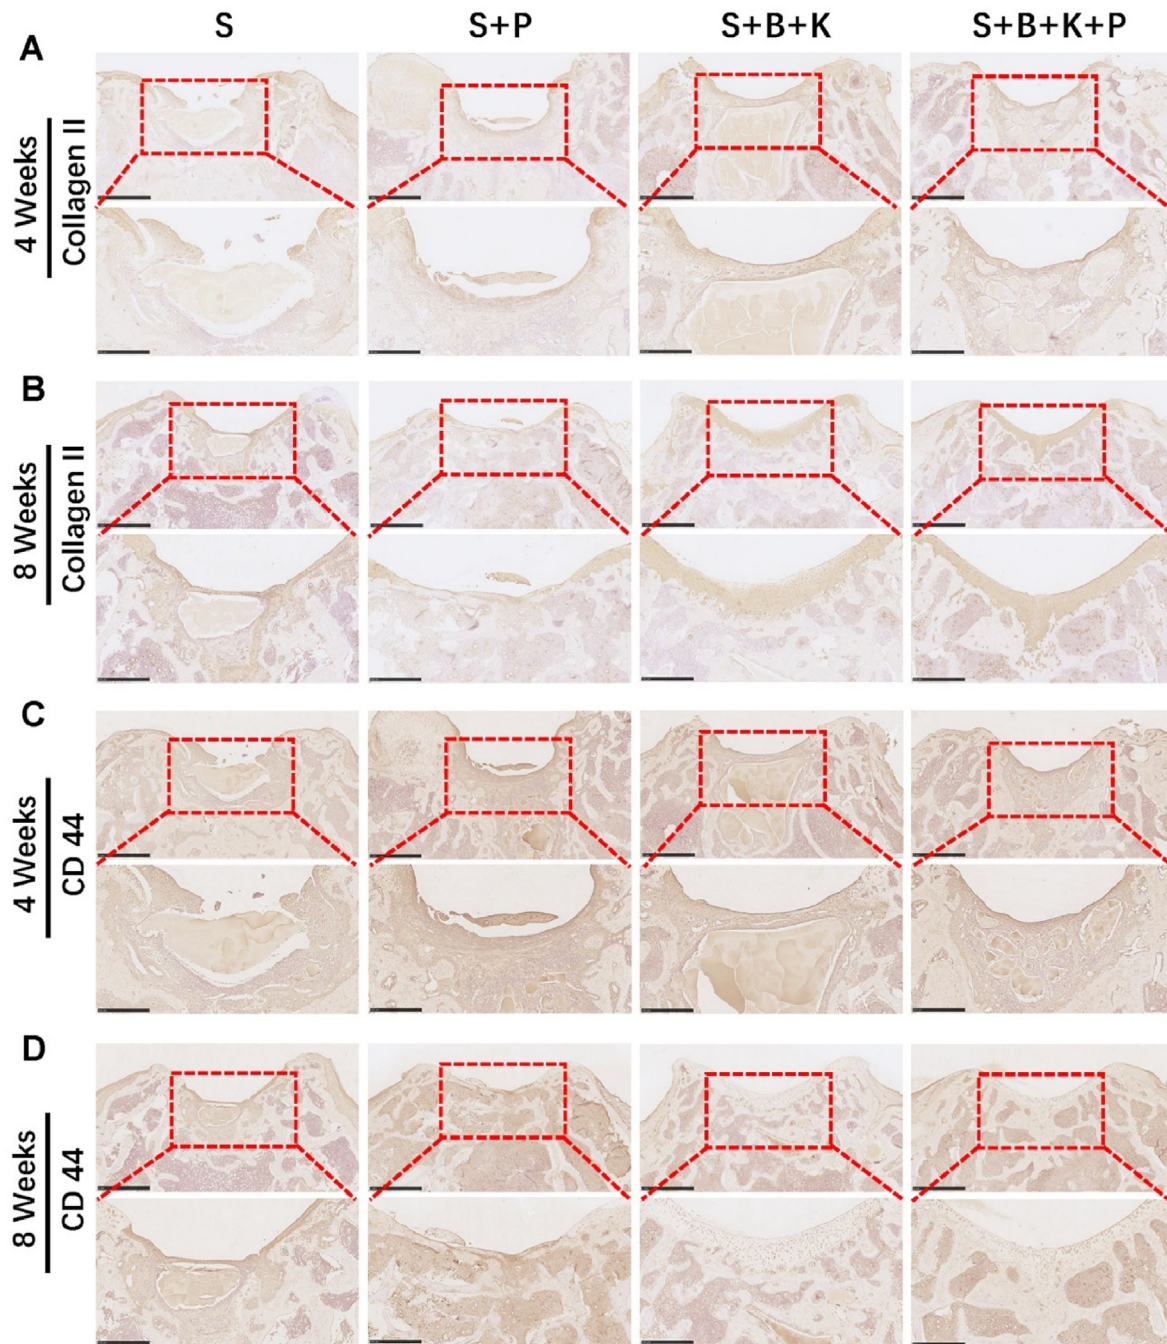 S S+P S+B+K S+B+K+P
A
4 Weeks
Collagen II
B
8 Weeks
Collagen II
C
4 Weeks
CD 44
D
8 Weeks
CD 44